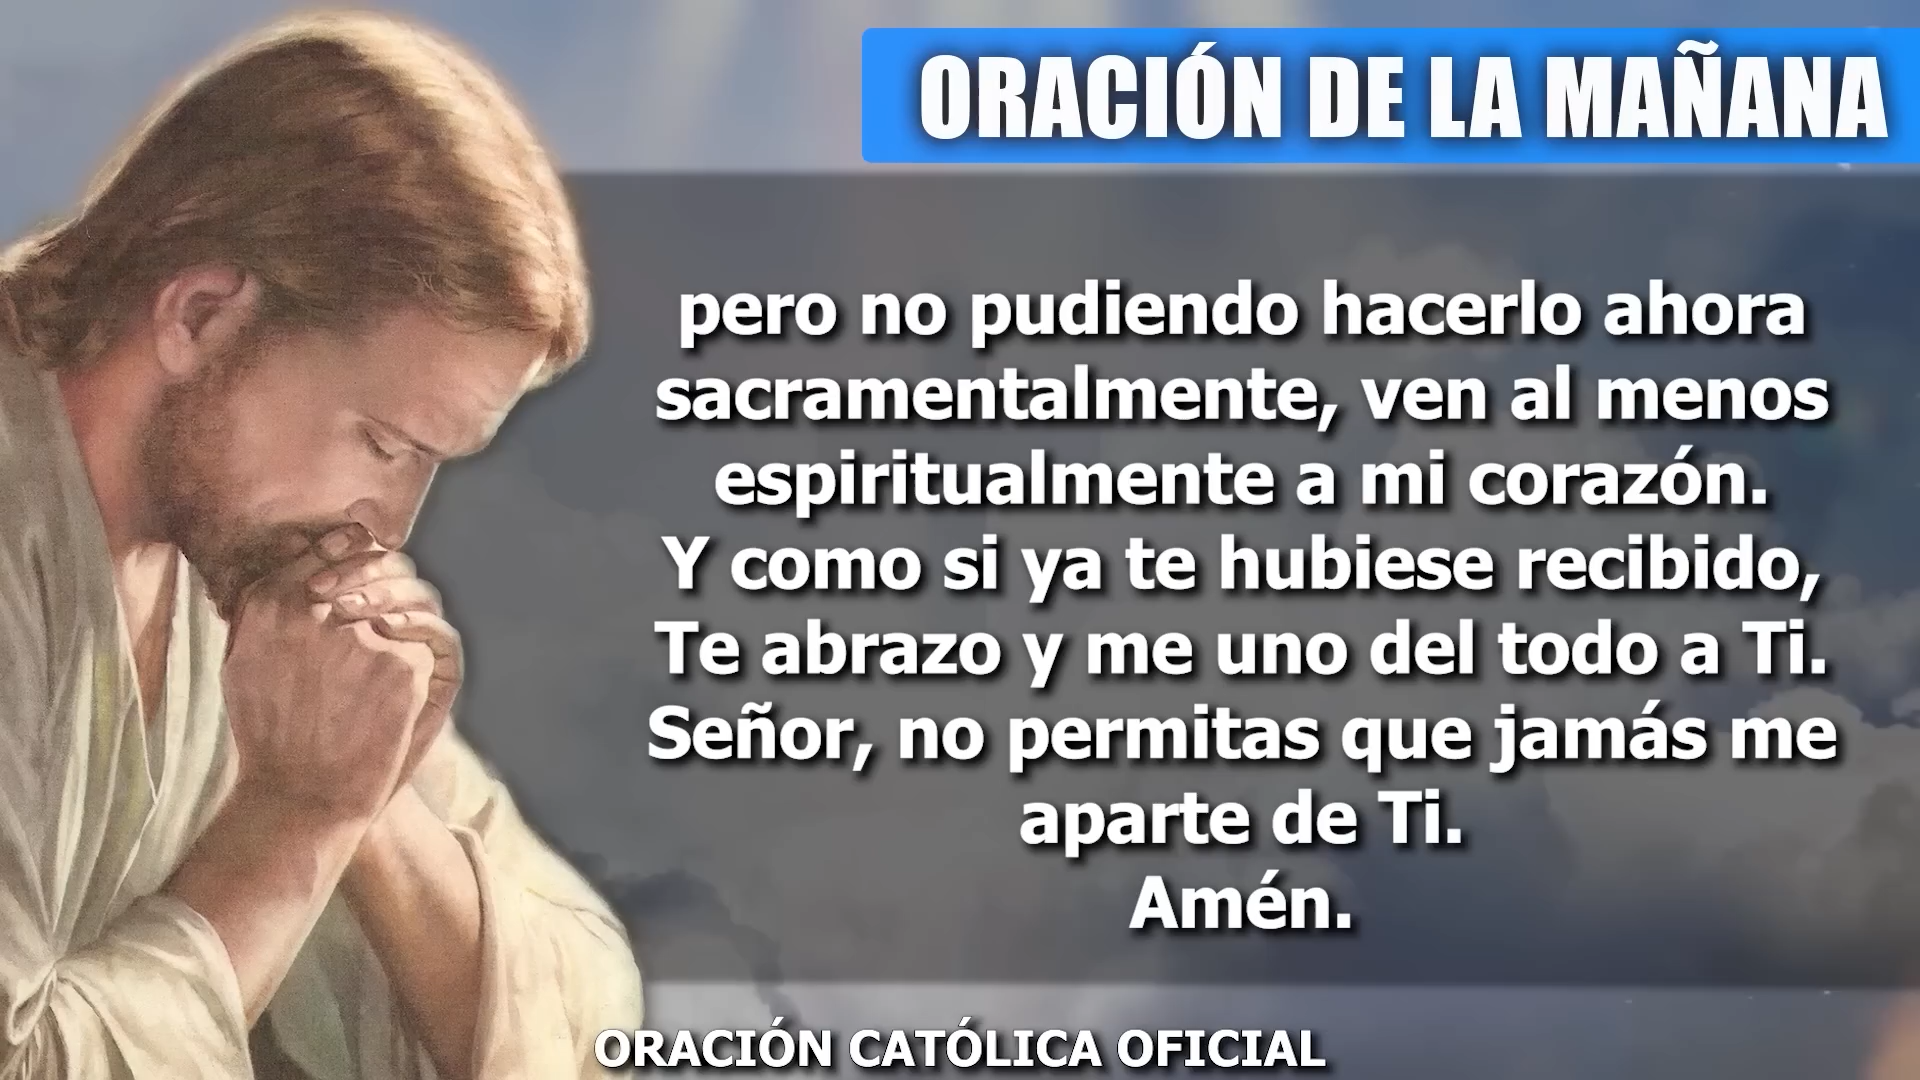 ORACIÓN DE LA MAÑANA
pero no pudiendo hacerlo ahora
sacramentalmente, ven al menos
espiritualmente a mi corazón.
Y como si ya te hubiese recibido,
Te abrazo y me uno del todo a Ti.
Señor, no permitas que jamás me
aparte de Ti.
Amén.
ORACIÓN CATÓLICA OFICIAL